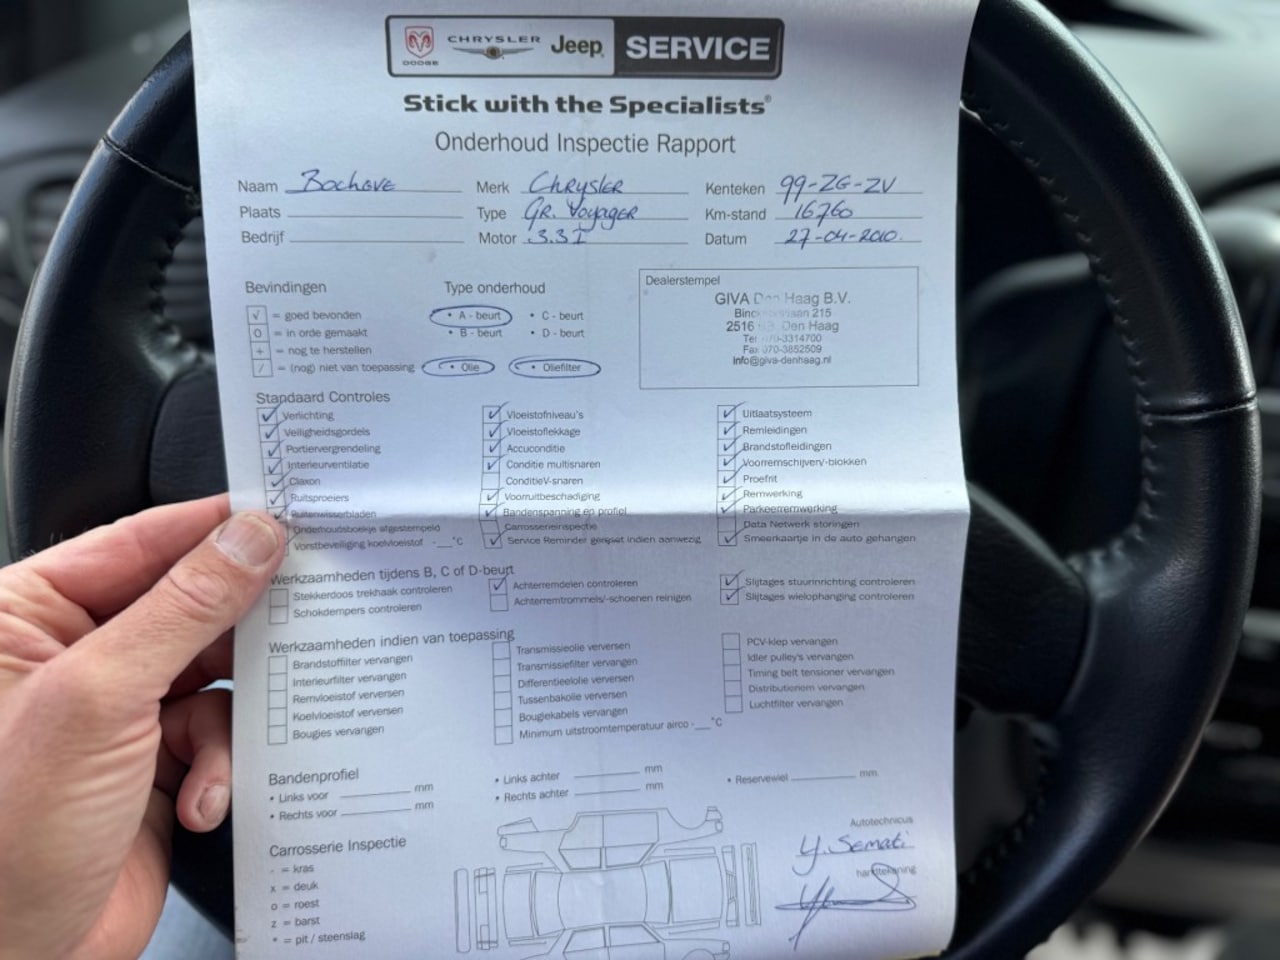 DODGE CHRYSLER Jeep SERVICE
Stick with the Specialists®
Onderhoud Inspectie Rapport
Naam Bochove Merk Chrysler Kenteken 99-ZG-ZV
Plaats Type GR. Voyager Km-stand 16760
Bedrijf Motor 3.3I Datum 27-04-2010.
Bevindingen Type onderhoud Dealerstempel
√ = goed bevonden • A - beurt • C - beurt
O = in orde gemaakt • B - beurt • D - beurt
+ = nog te herstellen
/ = (nog) niet van toepassing • Olie • Oliefilter
GIVA Den Haag B.V.
215
2516 Den Haag
Tel 070-3314700
Fax 070-3852509
info@giva-denhaag.nl
Standaard Controles
Verlichting Vloeistofniveau's Uitlaatsysteem
Veiligheidsgordels Vloeistoflekkage Remleidingen
Portiervergrendeling Accuconditie Brandstofleidingen
Interieurventilatie Conditie multisnaren Voorremschijven/-blokken
Claxon ConditieV-snaren Proefrit
Ruitsproeiers Voorruitbeschadiging Remwerking
Ruitenwisserbladen Bandenspanning en profiel Parkeerremwerking
Onderhoudsboekje afgestempeld Carrosserieinspectie Data Netwerk storingen
Vorstbeveiliging koelvloeistof -___°C Service Reminder gereset indien aanwezig Smeerkaartje in de auto gehangen
Werkzaamheden tijdens B, C of D-beurt
Stekkerdoos trekhaak controleren Achterremdelen controleren Slijtages stuurinrichting controleren
Schokdempers controleren Achterremtrommels/-schoenen reinigen Slijtages wielophanging controleren
Werkzaamheden indien van toepassing
Brandstoffilter vervangen Transmissieolie verversen PCV-klep vervangen
Interieurfilter vervangen Transmissiefilter vervangen Idler pulley's vervangen
Remvloeistof verversen Differentieelolie verversen Timing belt tensioner vervangen
Koelvloeistof verversen Tussenbakolie verversen Distributieriem vervangen
Bougies vervangen Bougiekabels vervangen Luchtfilter vervangen
Minimum uitstroomtemperatuur airco -___°C
Bandenprofiel
• Links voor mm • Links achter mm • Reservewiel mm
• Rechts voor mm • Rechts achter mm
Carrosserie Inspectie
- = kras
x = deuk
o = roest
z = barst
* = pit / steenslag
Autotechnicus
Y. Semati
handtekening